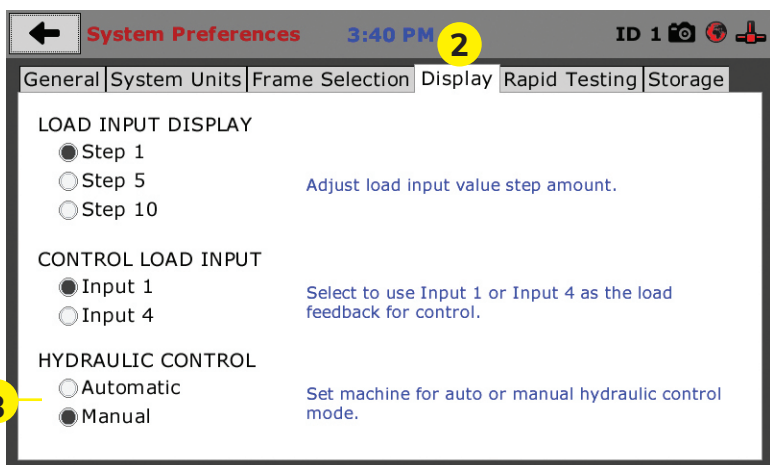 System Preferences 3:40 PM 2 ID 1
General System Units Frame Selection Display Rapid Testing Storage
LOAD INPUT DISPLAY
Step 1
Step 5
Step 10
Adjust load input value step amount.
CONTROL LOAD INPUT
Input 1
Input 4
Select to use Input 1 or Input 4 as the load
feedback for control.
HYDRAULIC CONTROL
Automatic
Manual
Set machine for auto or manual hydraulic control
mode.